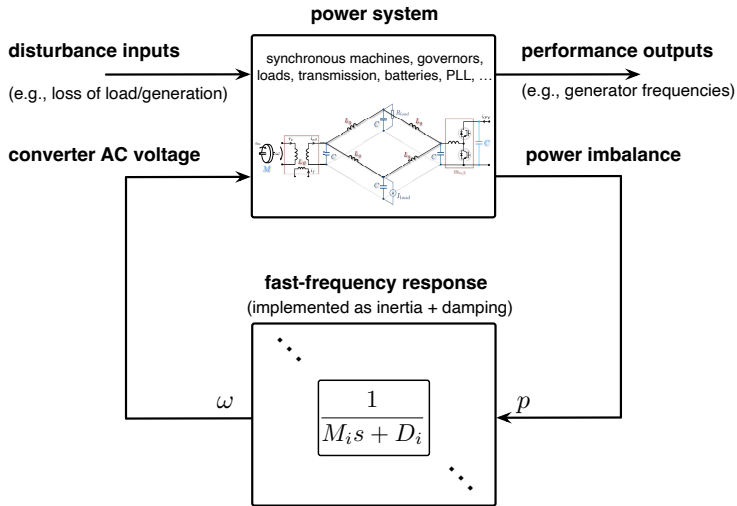 power system
disturbance inputs
(e.g., loss of load/generation)
synchronous machines, governors,
loads, transmission, batteries, PLL, …
performance outputs
(e.g., generator frequencies)
converter AC voltage
power imbalance
M
C
C
C
C
C
fast-frequency response
(implemented as inertia + damping)
ω
1
M_i s + D_i
p